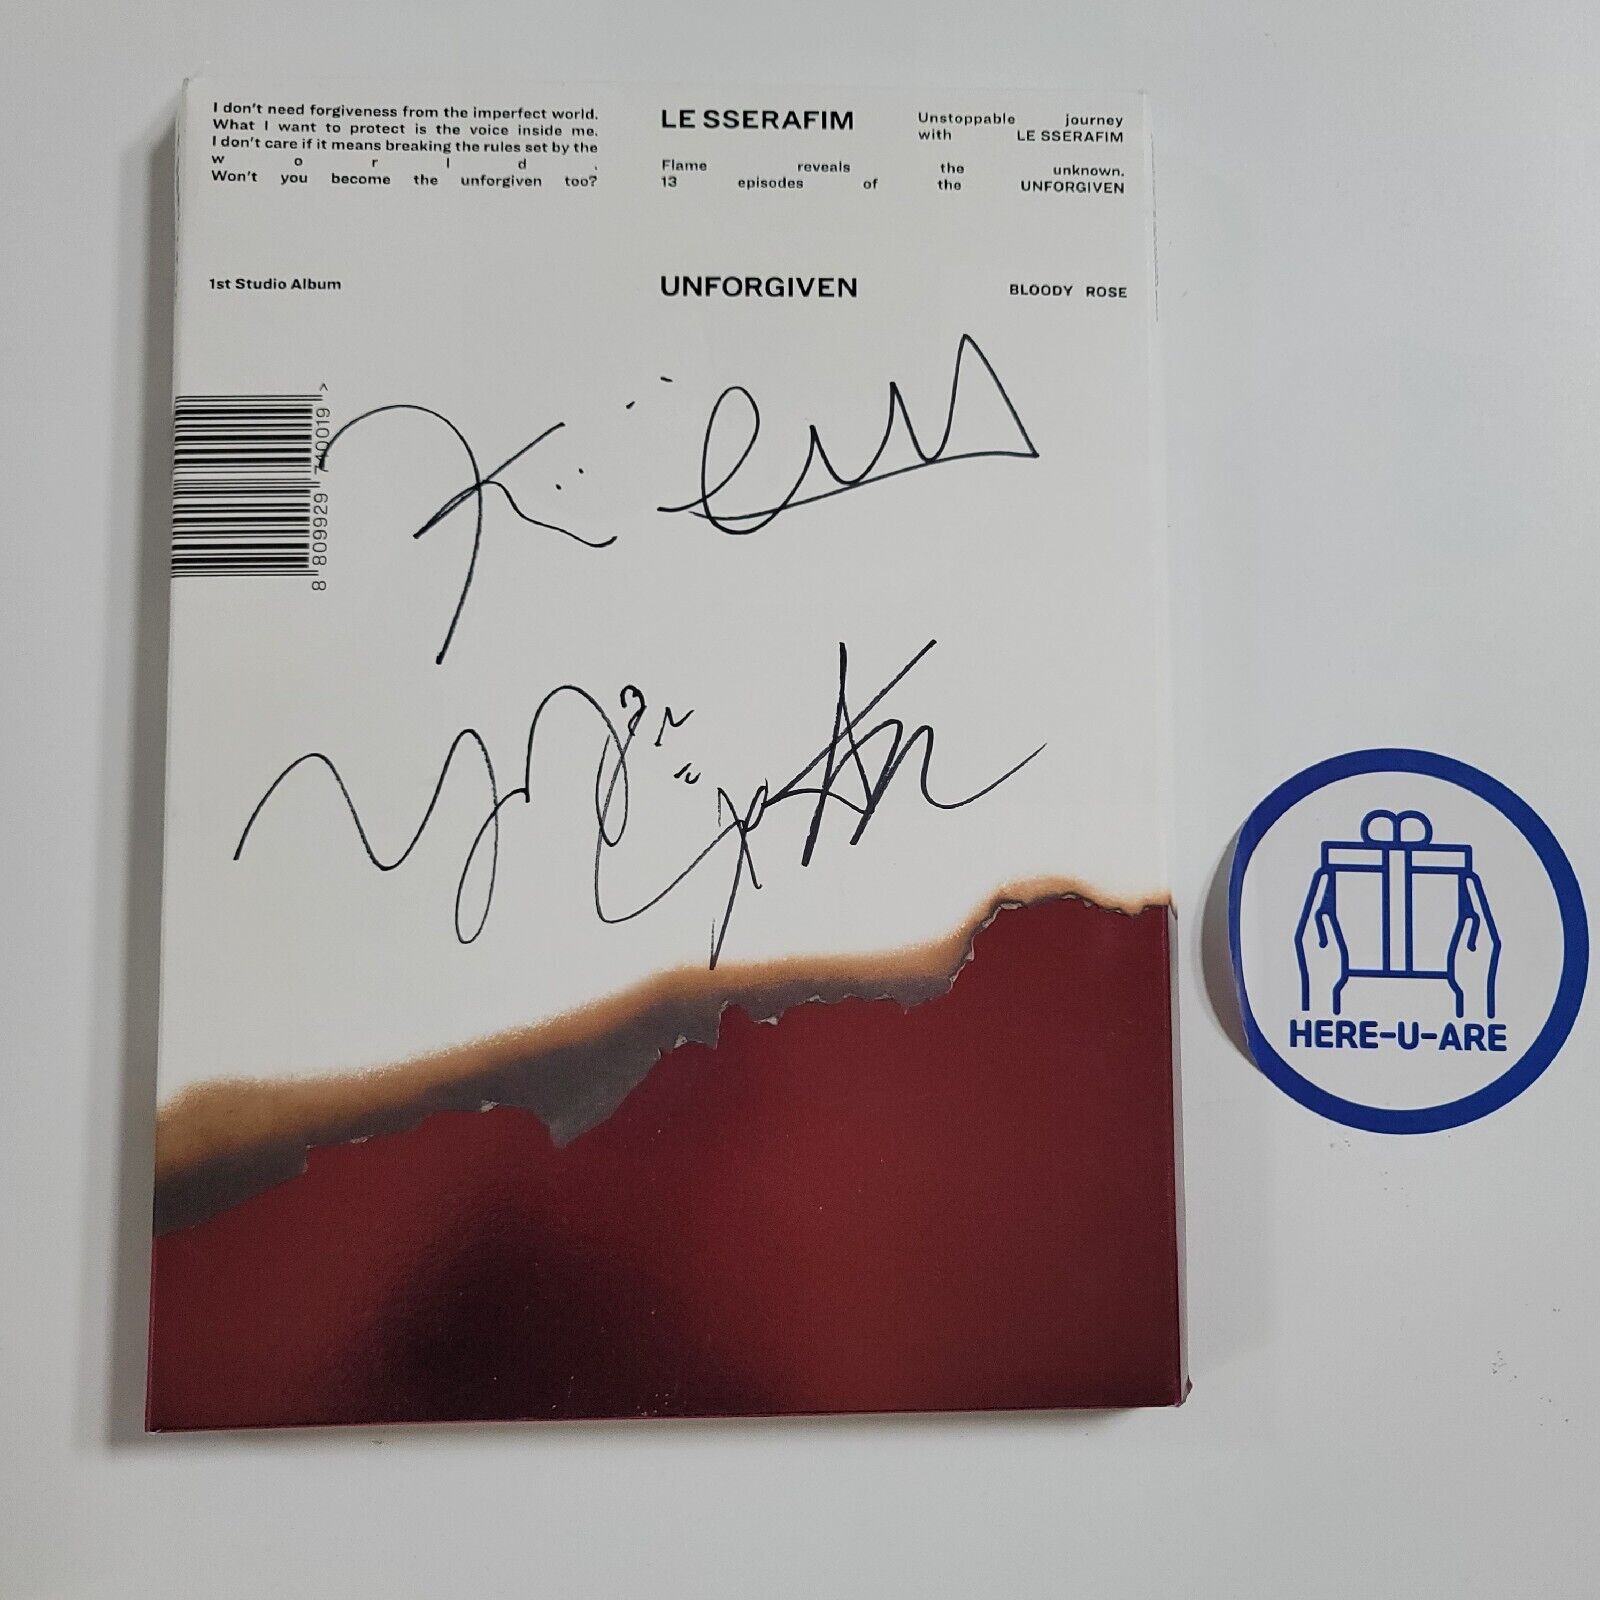 I don't need forgiveness from the imperfect world.
What I want to protect is the voice inside me.
I don't care if it means breaking the rules set by the
w o r l d .
Won't you become the unforgiven too?
LE SSERAFIM
Unstoppable journey
with LE SSERAFIM
Flame reveals the unknown.
13 episodes of the UNFORGIVEN
1st Studio Album
UNFORGIVEN
BLOODY ROSE
8 809929 740019 >
HERE-U-ARE